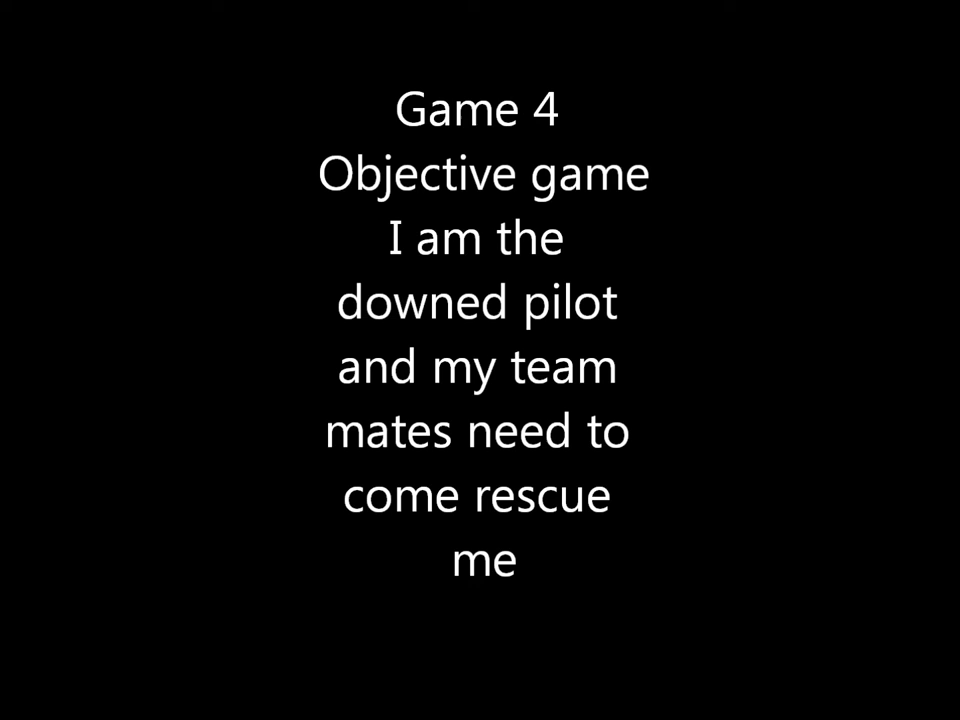 Game 4
Objective game
I am the
downed pilot
and my team
mates need to
come rescue
me